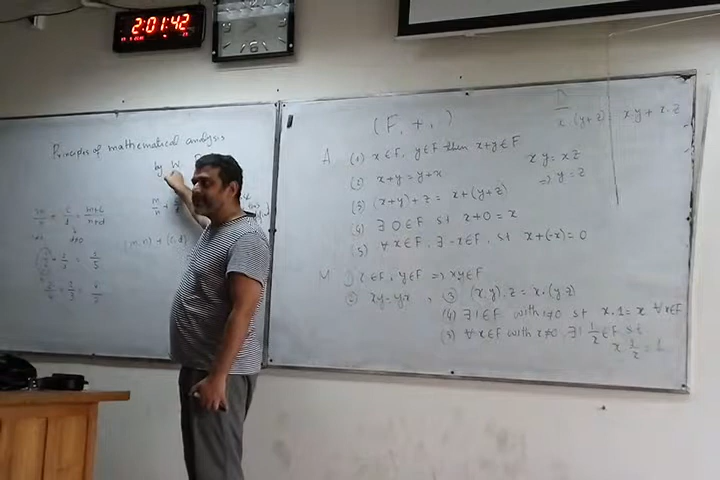 2:01:42
Principles of mathematical analysis
by W.
m/n + c/d = m+c/n+d
(m, n) + (c, d)
(F, +, ·)
A (1) x∈F, y∈F then x+y∈F
(2) x+y = y+x
(3) (x+y)+z = x+(y+z)
(4) ∃ 0∈F st x+0 = x
(5) ∀ x∈F, ∃ -x∈F, st x+(-x)=0
M
x∈F, y∈F ⇒ xy∈F
② xy = yx, ③ (x.y).z = x.(y z)
(4) ∃ 1∈F with 1≠0 st x.1 = x ∀ x∈F
(5) ∀ x∈F with x≠0, ∃ 1/x ∈F st
x 1/x = 1
D
x.(y+z) = x.y + x.z
x y = x z
⇒ y = z